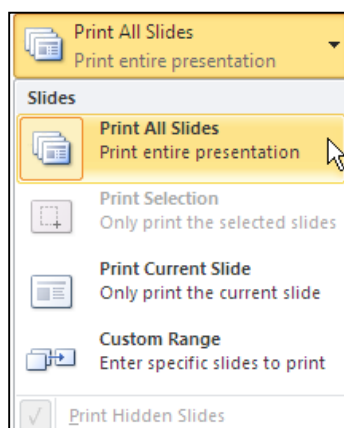 Print All Slides
Print entire presentation
Slides
Print All Slides
Print entire presentation
Print Selection
Only print the selected slides
Print Current Slide
Only print the current slide
Custom Range
Enter specific slides to print
Print Hidden Slides